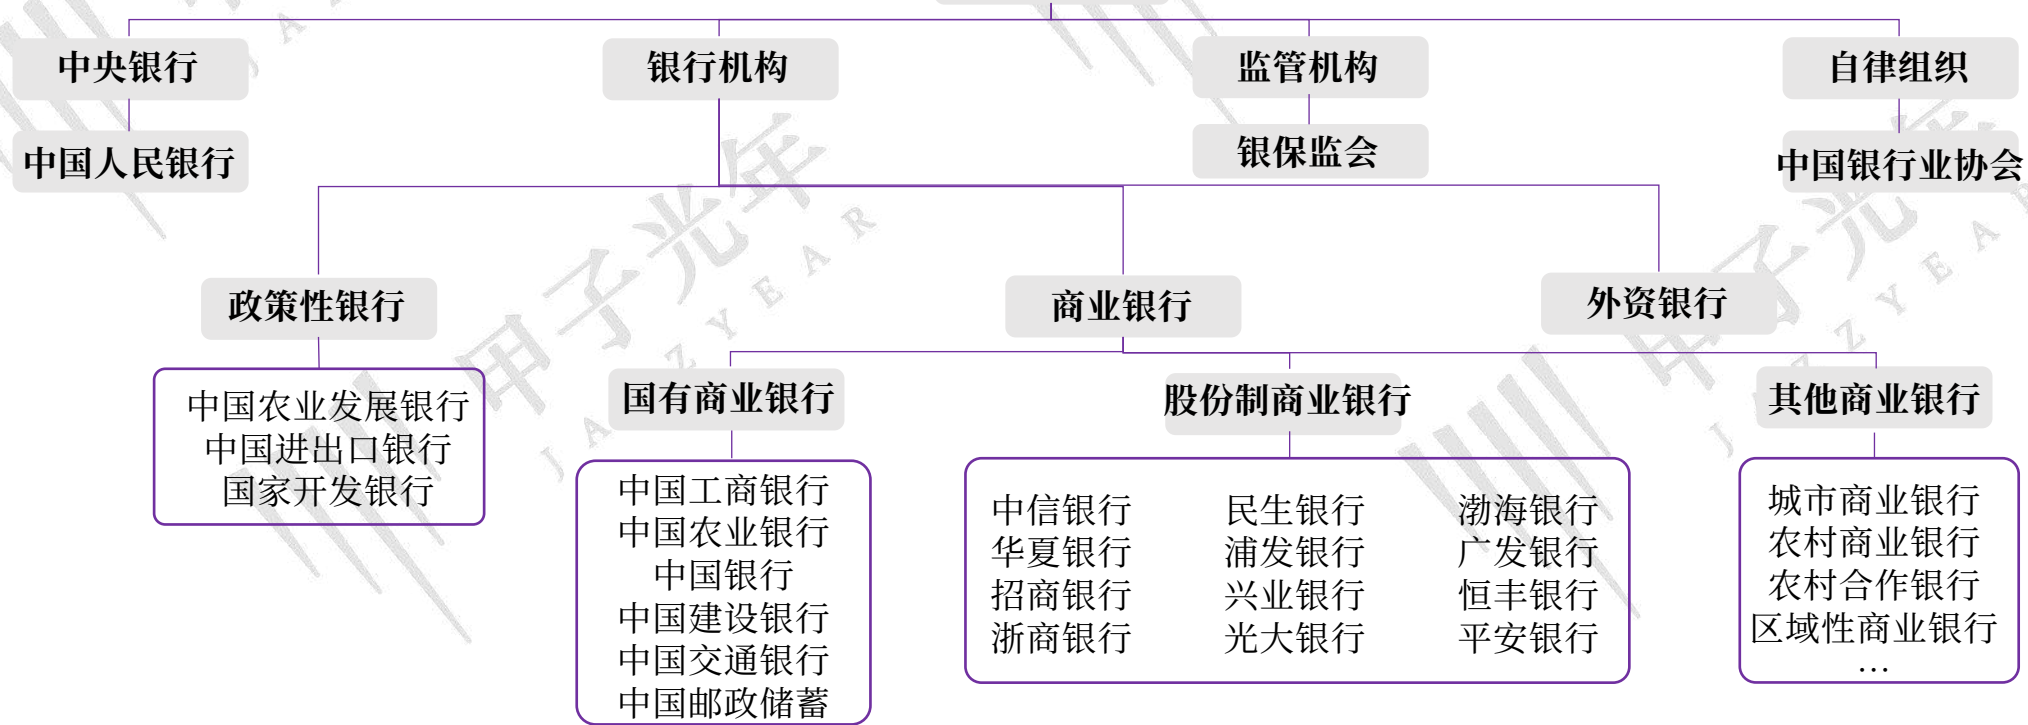 中央银行
银行机构
监管机构
自律组织
中国人民银行
银保监会
中国银行业协会
政策性银行
商业银行
外资银行
中国农业发展银行
中国进出口银行
国家开发银行
国有商业银行
股份制商业银行
其他商业银行
中国工商银行
中国农业银行
中国银行
中国建设银行
中国交通银行
中国邮政储蓄
中信银行 民生银行 渤海银行
华夏银行 浦发银行 广发银行
招商银行 兴业银行 恒丰银行
浙商银行 光大银行 平安银行
城市商业银行
农村商业银行
农村合作银行
区域性商业银行
…
甲子光年
JAZZYEAR
甲子光年
JAZZYEAR